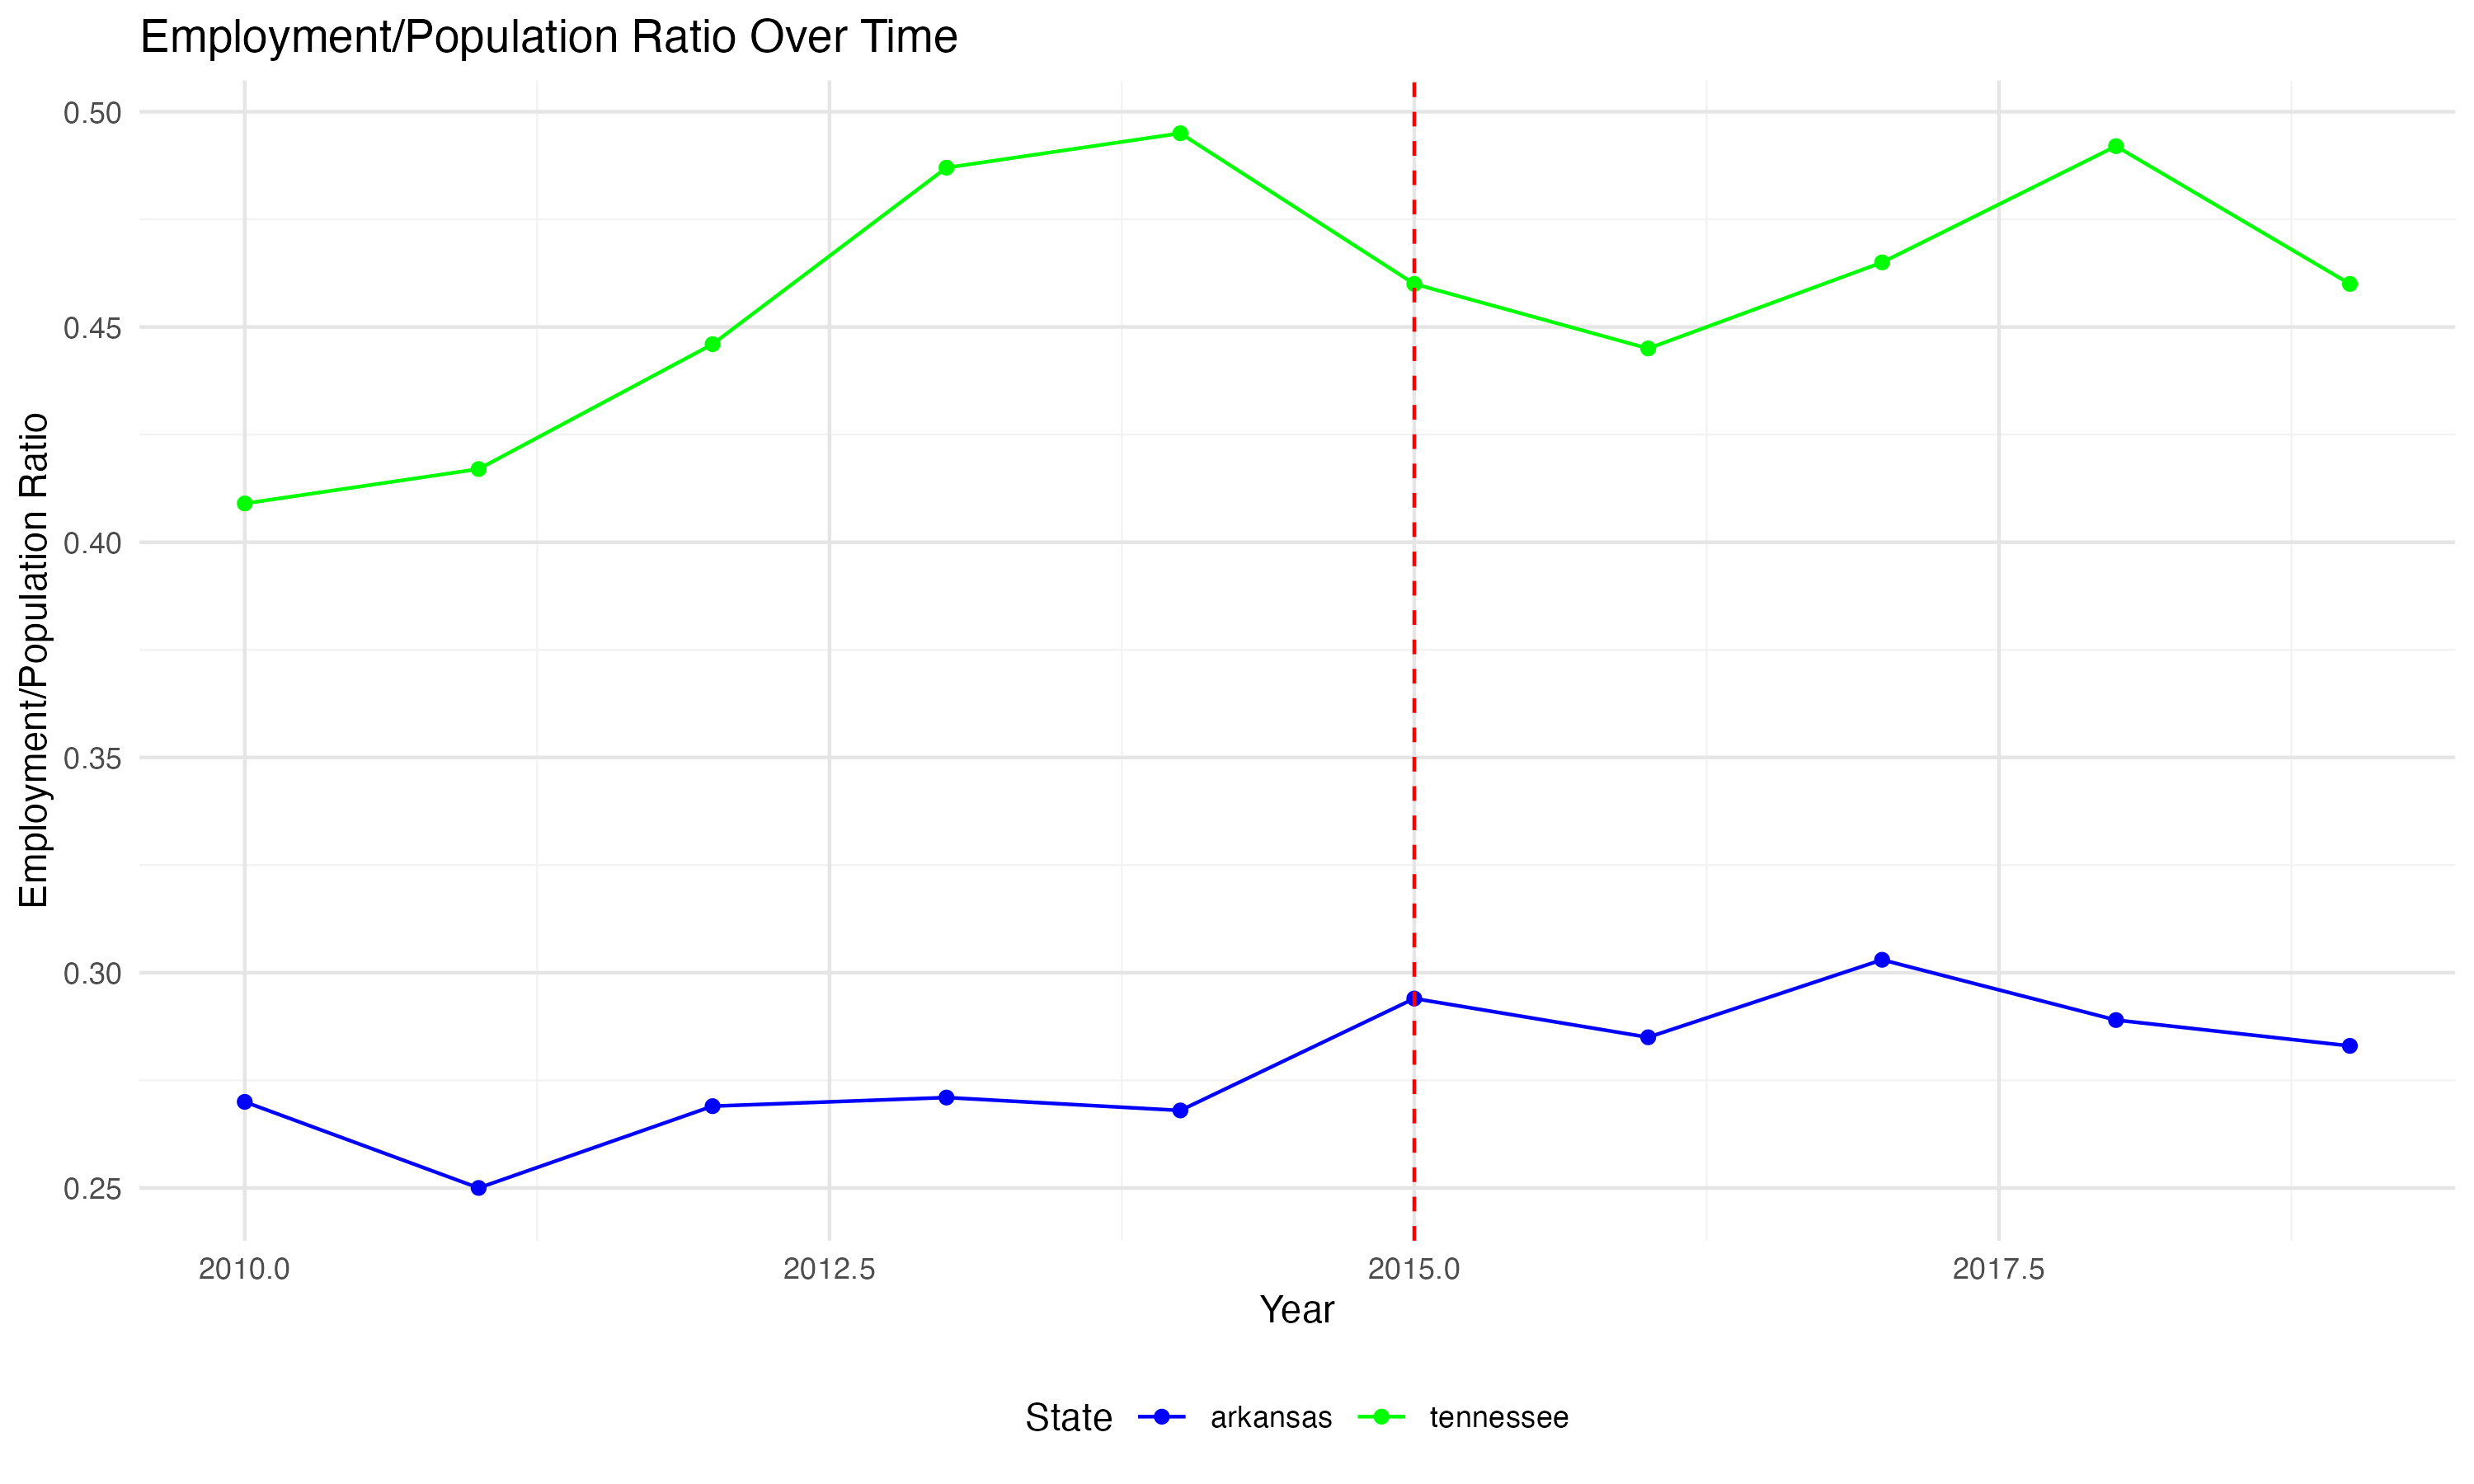 Employment/Population Ratio Over Time
Employment/Population Ratio
0.50
0.45
0.40
0.35
0.30
0.25
2010.0
2012.5
2015.0
2017.5
Year
State
arkansas
tennessee